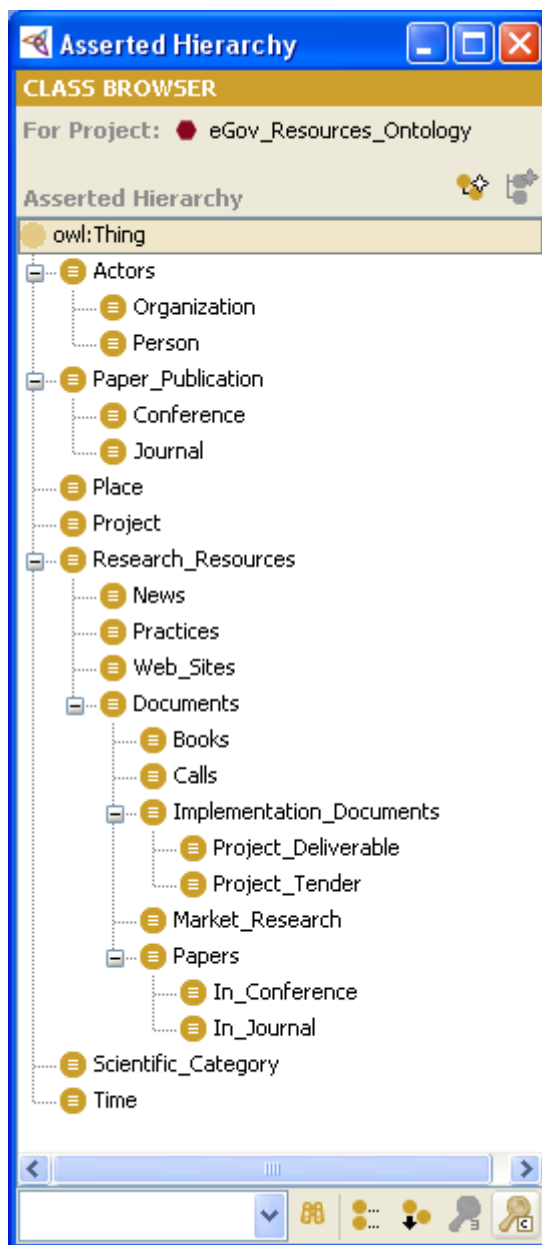 Asserted Hierarchy
CLASS BROWSER
For Project: eGov_Resources_Ontology
Asserted Hierarchy
owl:Thing
Actors
Organization
Person
Paper_Publication
Conference
Journal
Place
Project
Research_Resources
News
Practices
Web_Sites
Documents
Books
Calls
Implementation_Documents
Project_Deliverable
Project_Tender
Market_Research
Papers
In_Conference
In_Journal
Scientific_Category
Time